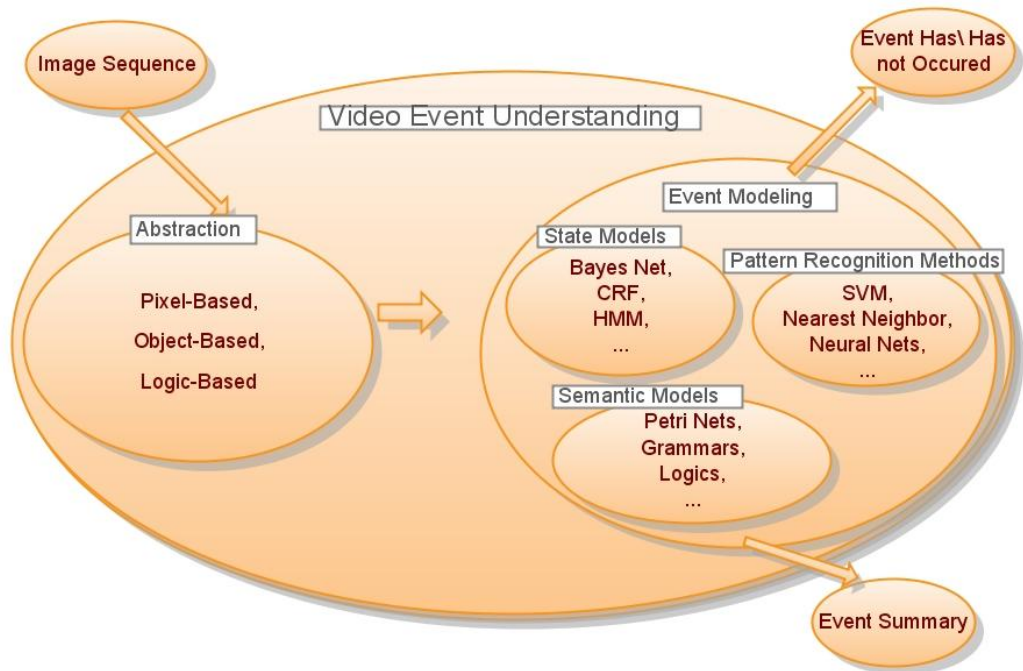 Image Sequence
Event Has\ Has
not Occured
Video Event Understanding
Abstraction
Pixel-Based,
Object-Based,
Logic-Based
Event Modeling
State Models
Bayes Net,
CRF,
HMM,
...
Pattern Recognition Methods
SVM,
Nearest Neighbor,
Neural Nets,
...
Semantic Models
Petri Nets,
Grammars,
Logics,
...
Event Summary